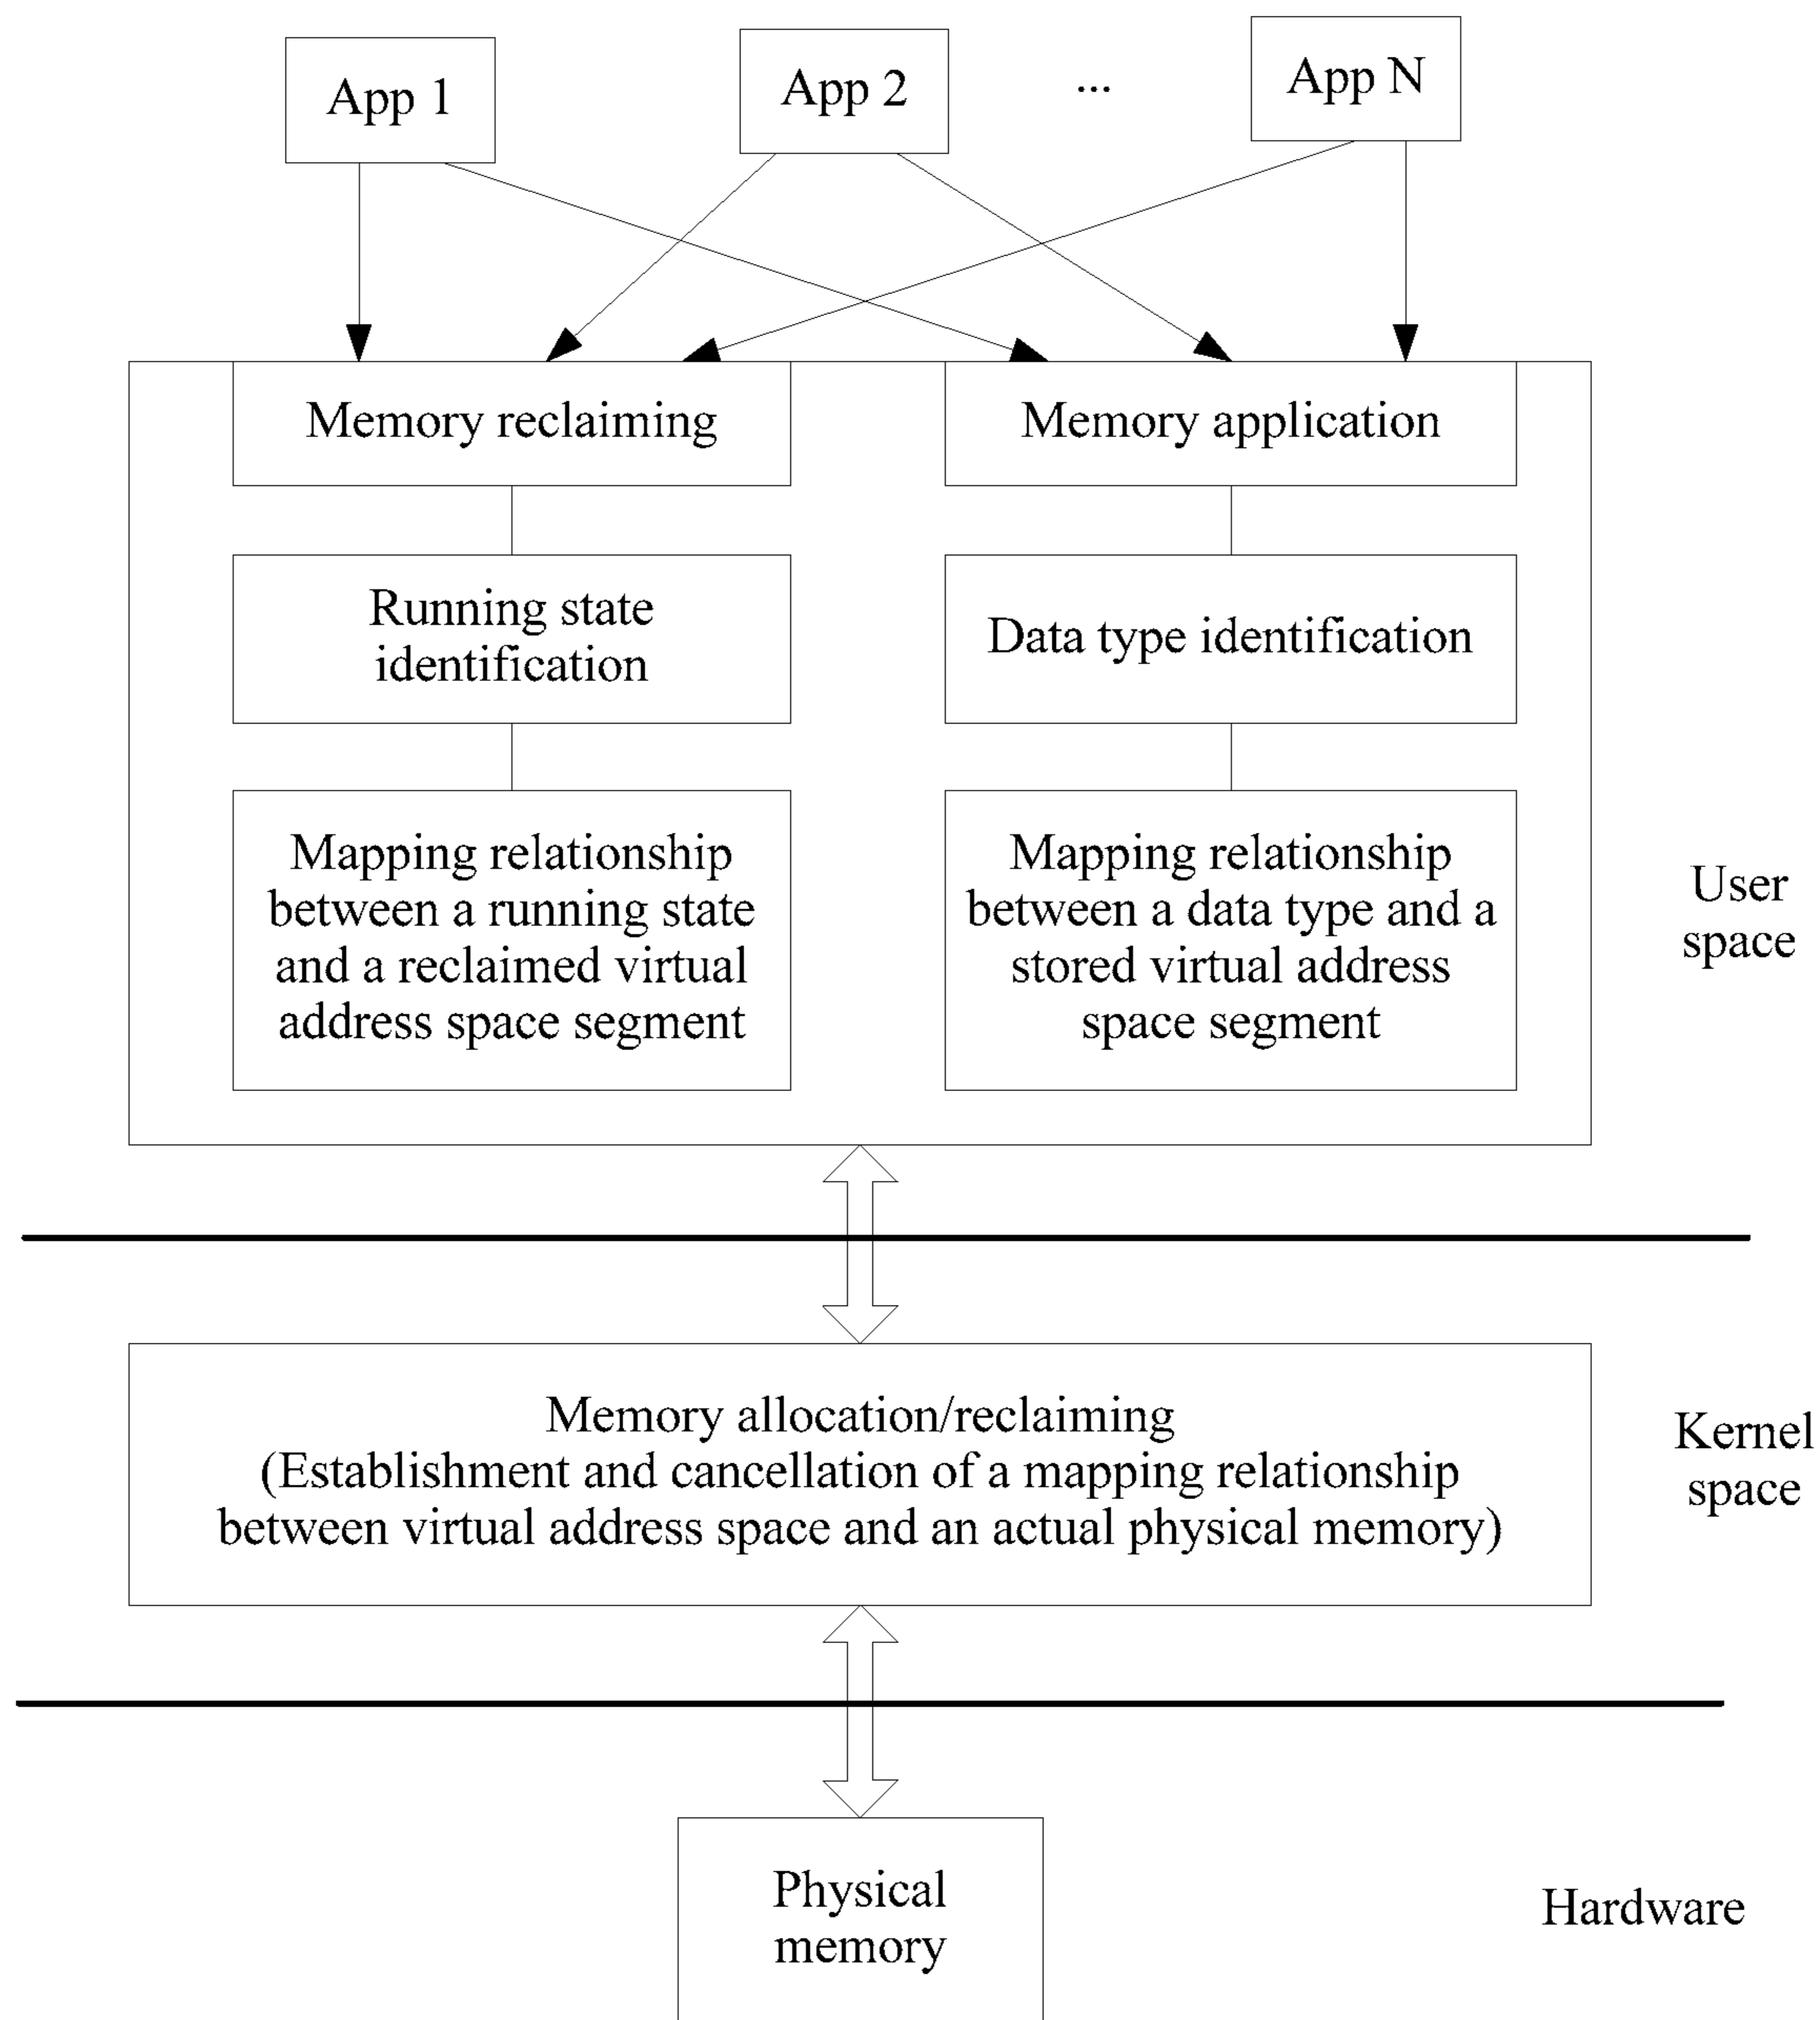 App 1
App 2
...
App N
Memory reclaiming
Memory application
Running state
identification
Data type identification
Mapping relationship
between a running state
and a reclaimed virtual
address space segment
Mapping relationship
between a data type and a
stored virtual address
space segment
User
space
Memory allocation/reclaiming
(Establishment and cancellation of a mapping relationship
between virtual address space and an actual physical memory)
Kernel
space
Physical
memory
Hardware